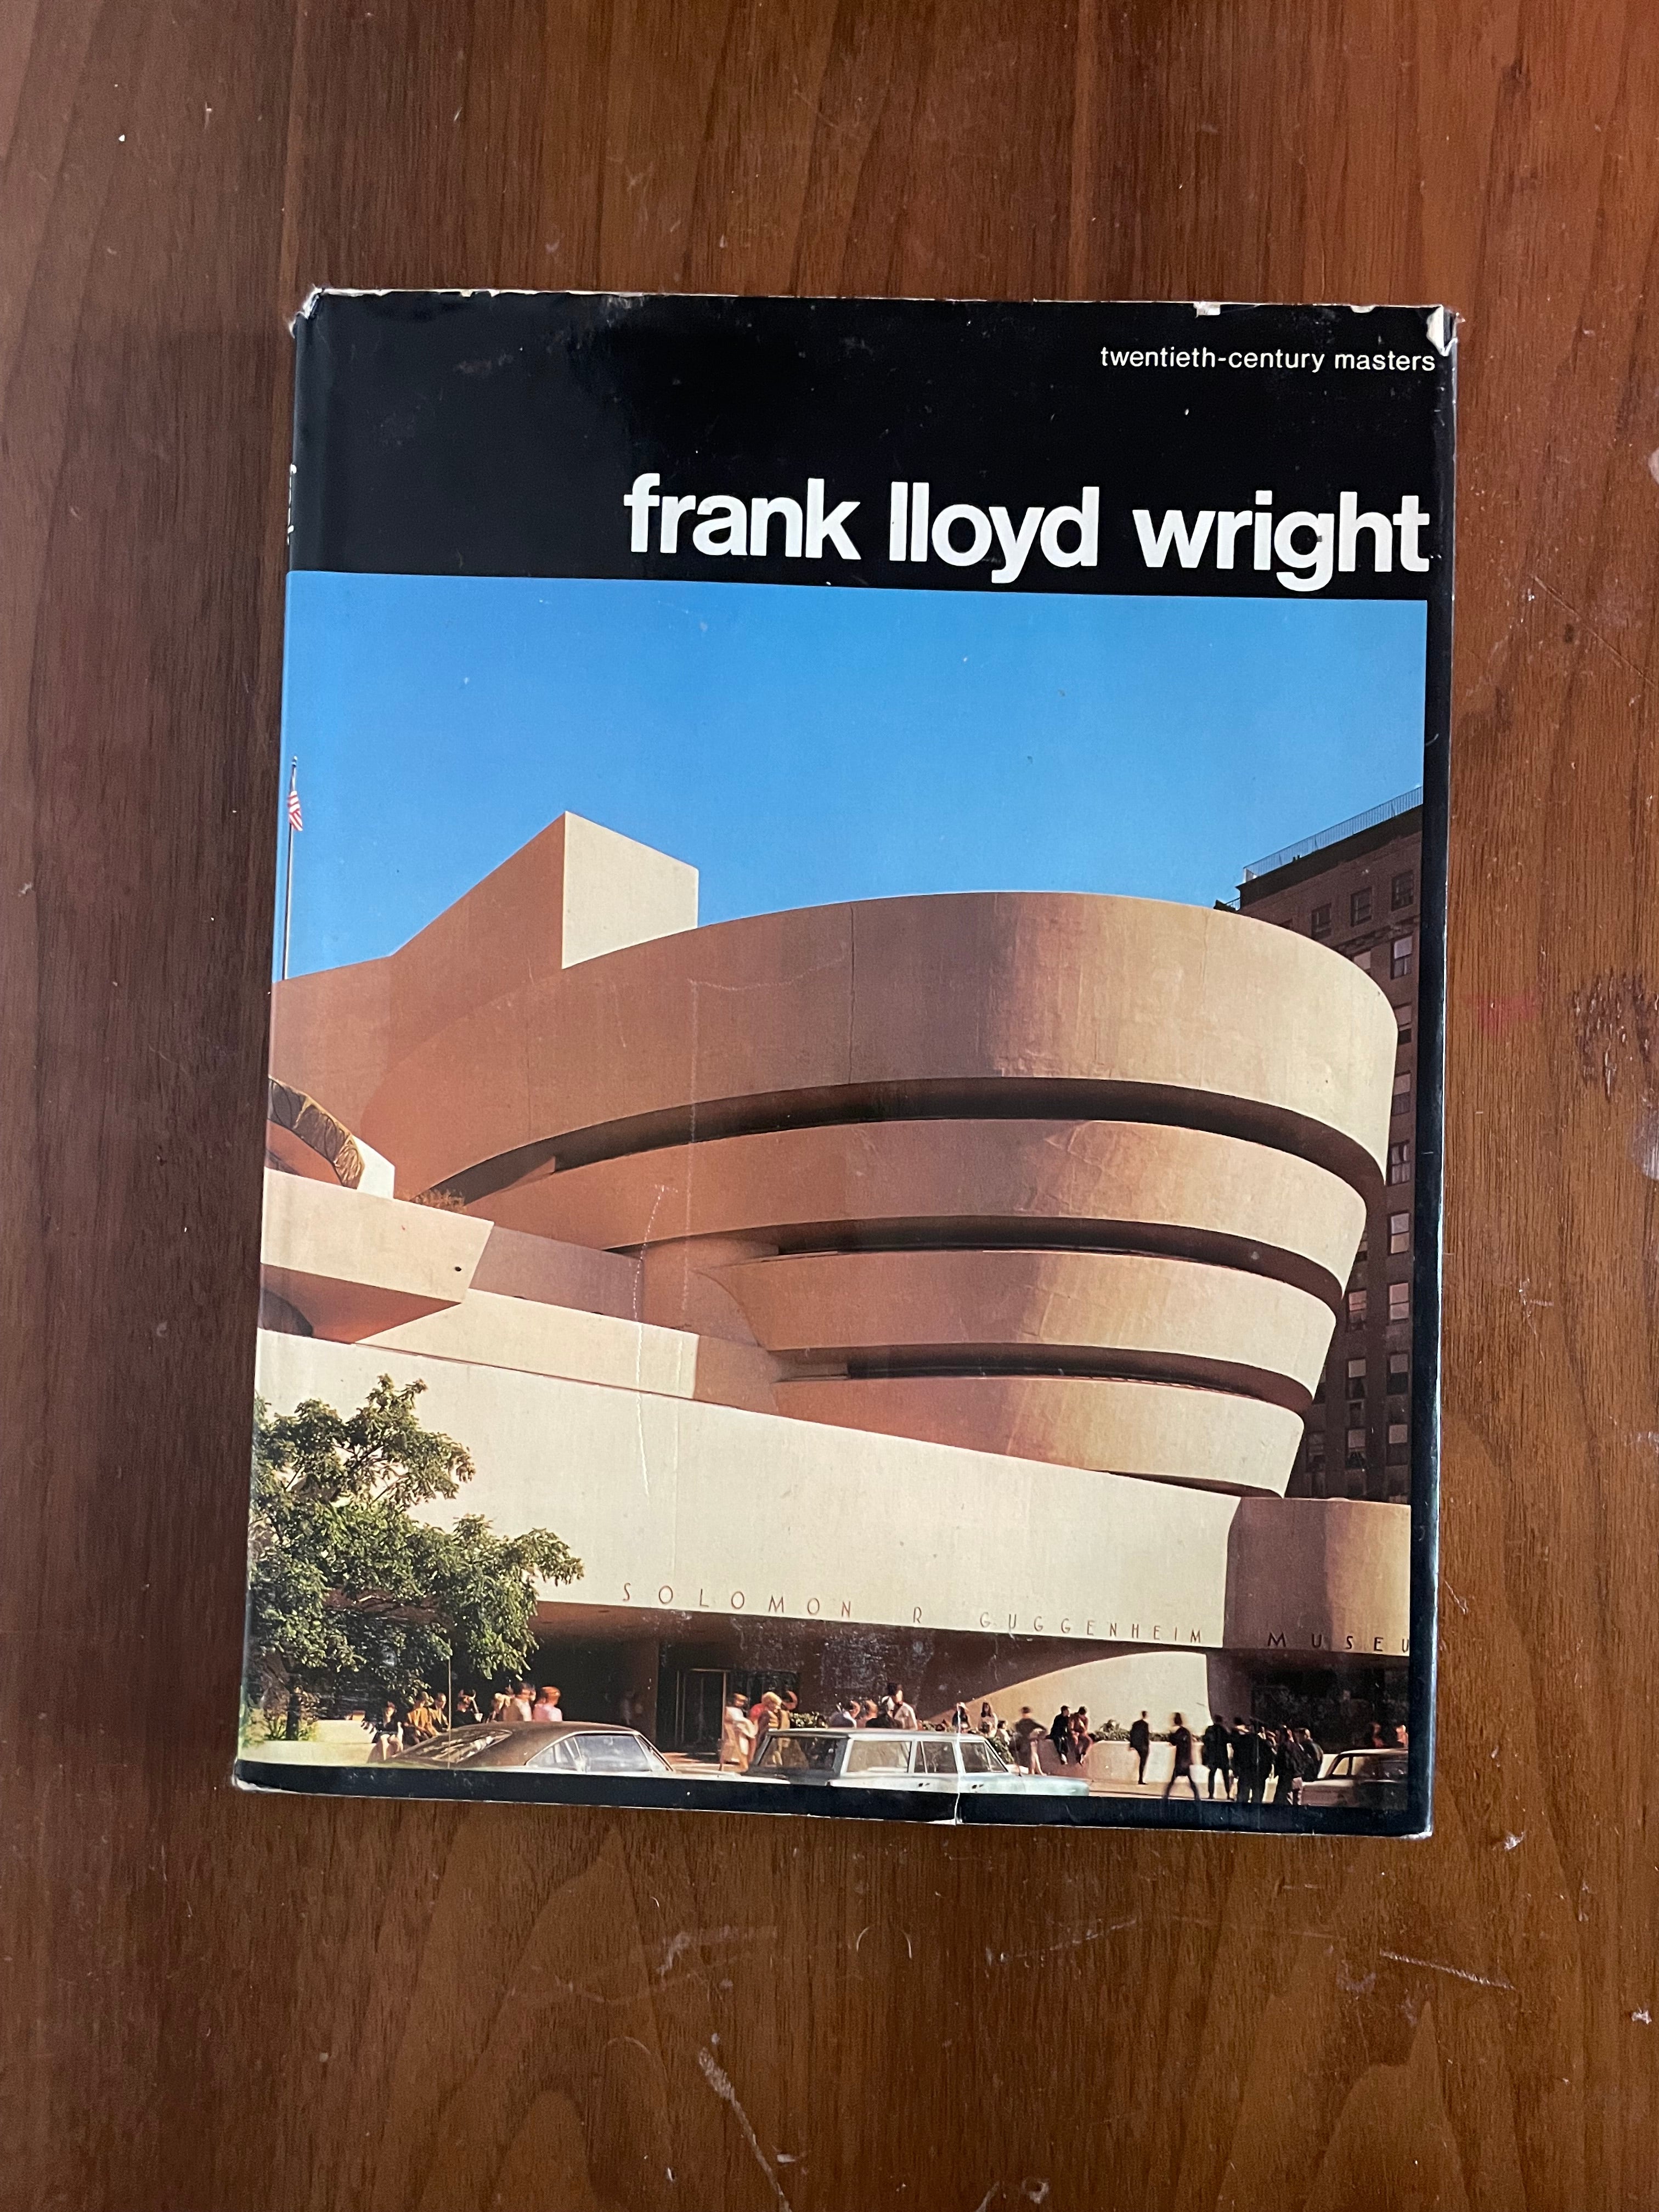 twentieth-century masters
frank lloyd wright
SOLOMON R GUGGENHEIM MUSEU